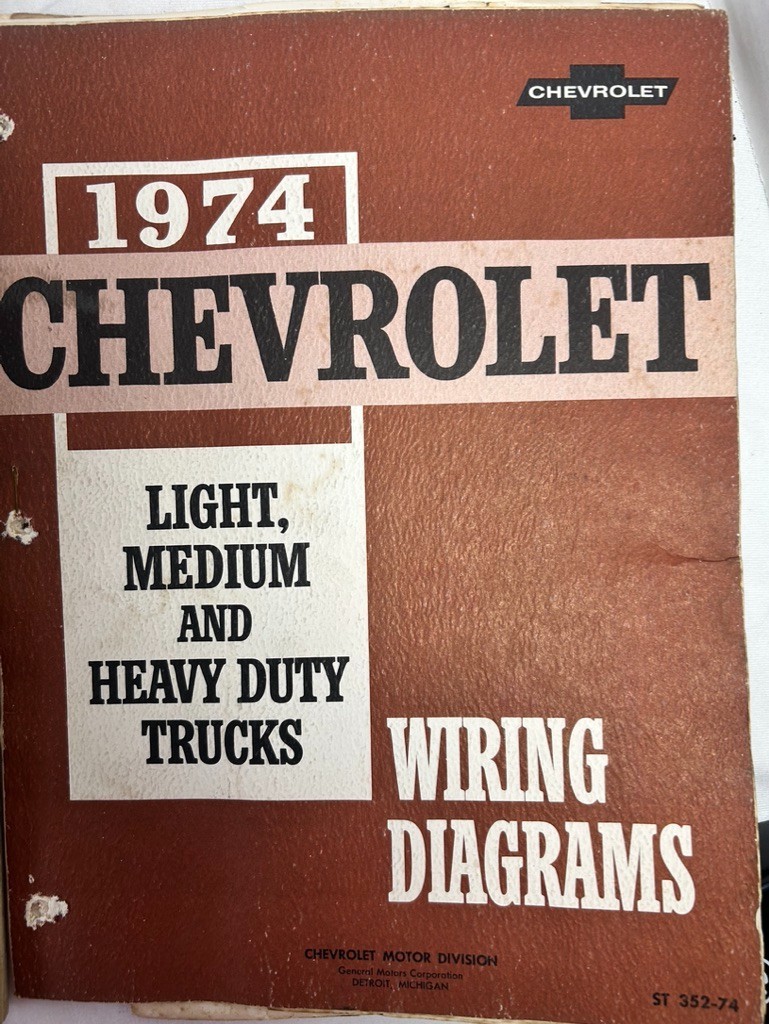 CHEVROLET
1974
CHEVROLET
LIGHT,
MEDIUM
AND
HEAVY DUTY
TRUCKS
WIRING
DIAGRAMS
CHEVROLET MOTOR DIVISION
General Motors Corporation
DETROIT, MICHIGAN
ST 352-74